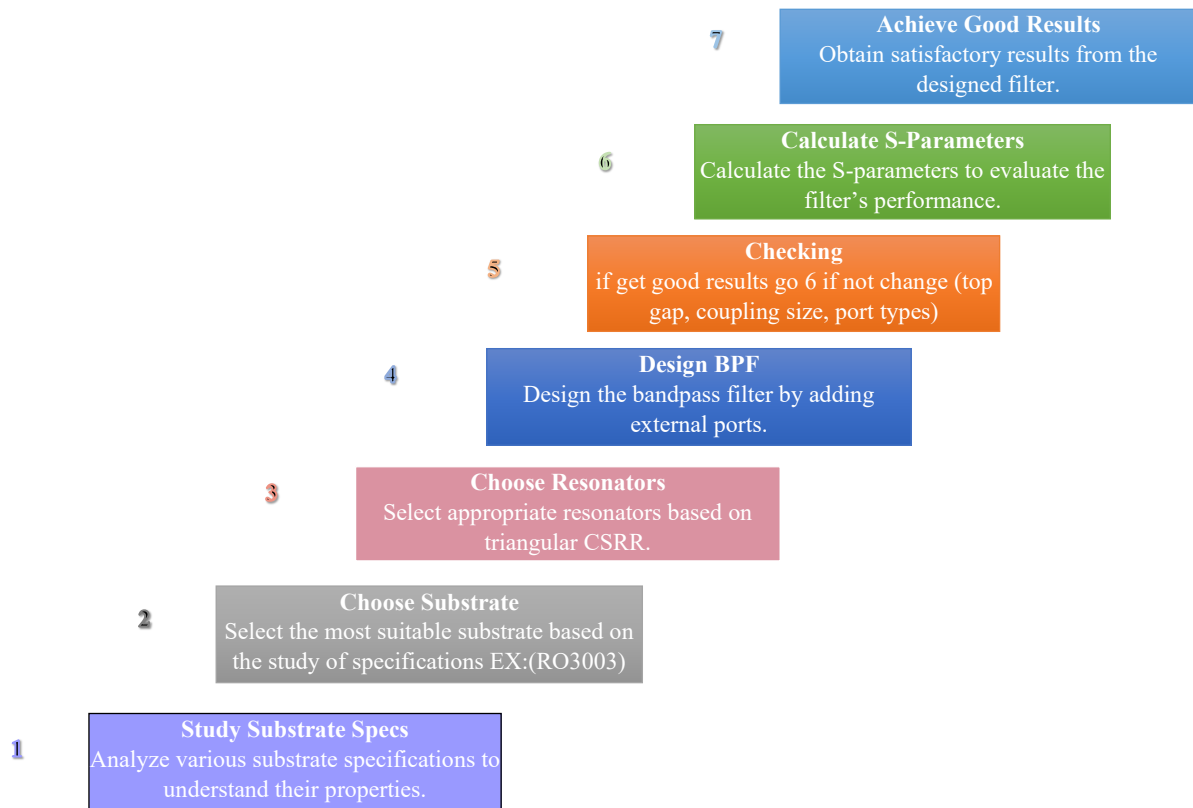 7
Achieve Good Results
Obtain satisfactory results from the
designed filter.
6
Calculate S-Parameters
Calculate the S-parameters to evaluate the
filter’s performance.
5
Checking
if get good results go 6 if not change (top
gap, coupling size, port types)
4
Design BPF
Design the bandpass filter by adding
external ports.
3
Choose Resonators
Select appropriate resonators based on
triangular CSRR.
2
Choose Substrate
Select the most suitable substrate based on
the study of specifications EX:(RO3003)
1
Study Substrate Specs
Analyze various substrate specifications to
understand their properties.